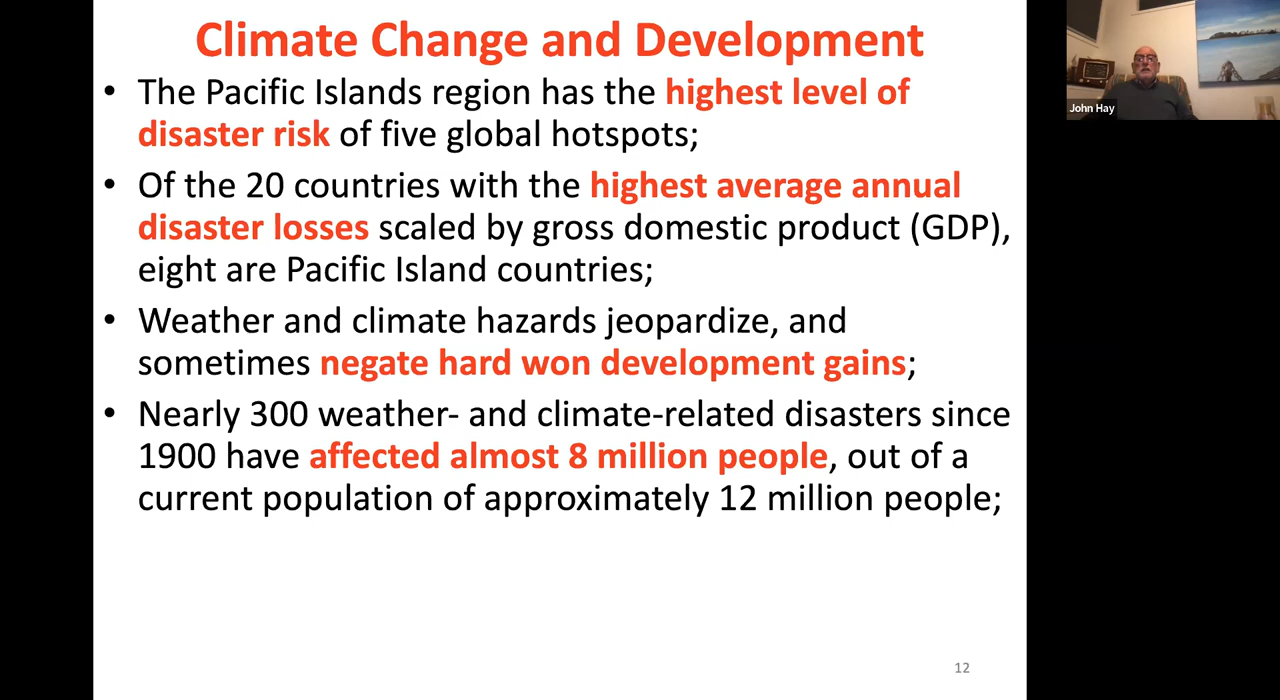 Climate Change and Development
• The Pacific Islands region has the highest level of
disaster risk of five global hotspots;
• Of the 20 countries with the highest average annual
disaster losses scaled by gross domestic product (GDP),
eight are Pacific Island countries;
• Weather and climate hazards jeopardize, and
sometimes negate hard won development gains;
• Nearly 300 weather- and climate-related disasters since
1900 have affected almost 8 million people, out of a
current population of approximately 12 million people;
12
John Hay